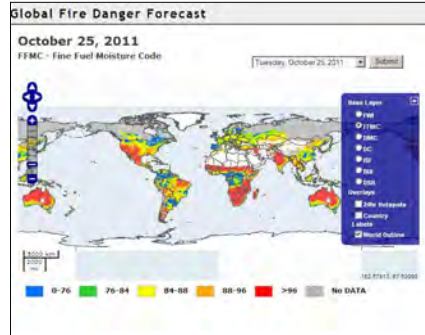 Global Fire Danger Forecast
October 25, 2011
FFMC - Fine Fuel Moisture Code
Tuesday, October 25, 2011 Submit
Base Layer
FWI
FFMC
DMC
DC
ISI
BUI
DSR
Overlays
24hr Hotspots
Country
Labels
World Outline
0-76 76-84 84-88 88-96 >96 No DATA